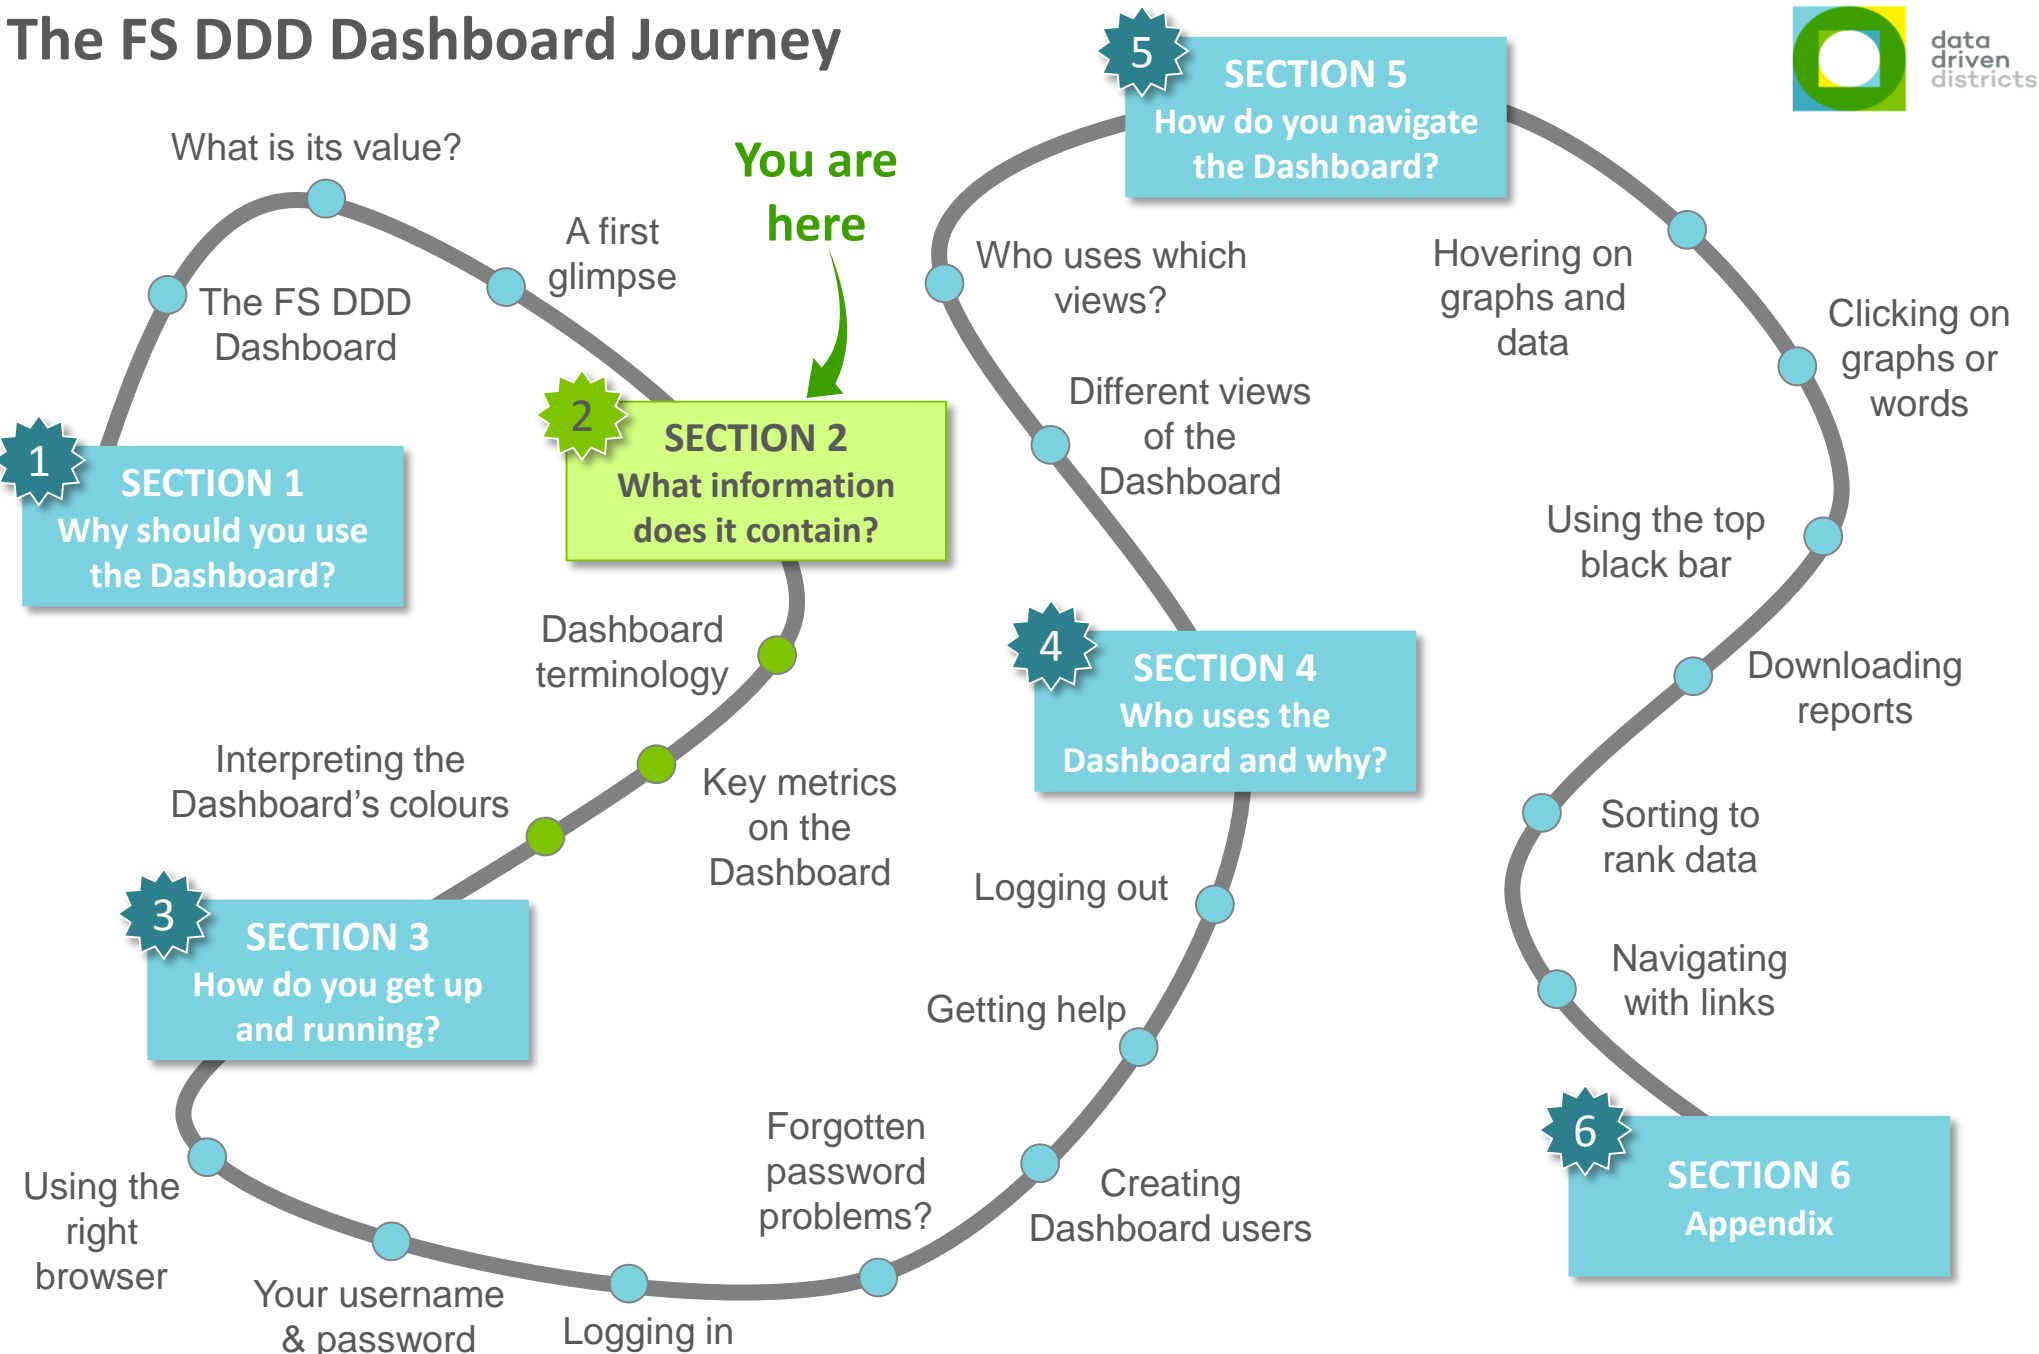 The FS DDD Dashboard Journey
data
driven
districts
1
SECTION 1
Why should you use
the Dashboard?
The FS DDD
Dashboard
What is its value?
A first
glimpse
You are
here
2
SECTION 2
What information
does it contain?
Dashboard
terminology
Key metrics
on the
Dashboard
Interpreting the
Dashboard’s colours
3
SECTION 3
How do you get up
and running?
Using the
right
browser
Your username
& password
Logging in
Forgotten
password
problems?
Creating
Dashboard users
Getting help
Logging out
4
SECTION 4
Who uses the
Dashboard and why?
Different views
of the
Dashboard
Who uses which
views?
5
SECTION 5
How do you navigate
the Dashboard?
Hovering on
graphs and
data
Clicking on
graphs or
words
Using the top
black bar
Downloading
reports
Sorting to
rank data
Navigating
with links
6
SECTION 6
Appendix